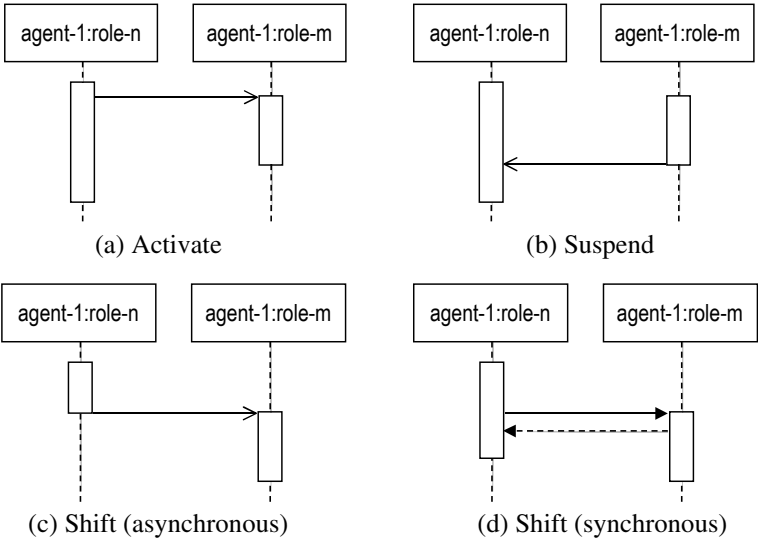 agent-1:role-n agent-1:role-m agent-1:role-n agent-1:role-m
(a) Activate (b) Suspend
agent-1:role-n agent-1:role-m agent-1:role-n agent-1:role-m
(c) Shift (asynchronous) (d) Shift (synchronous)